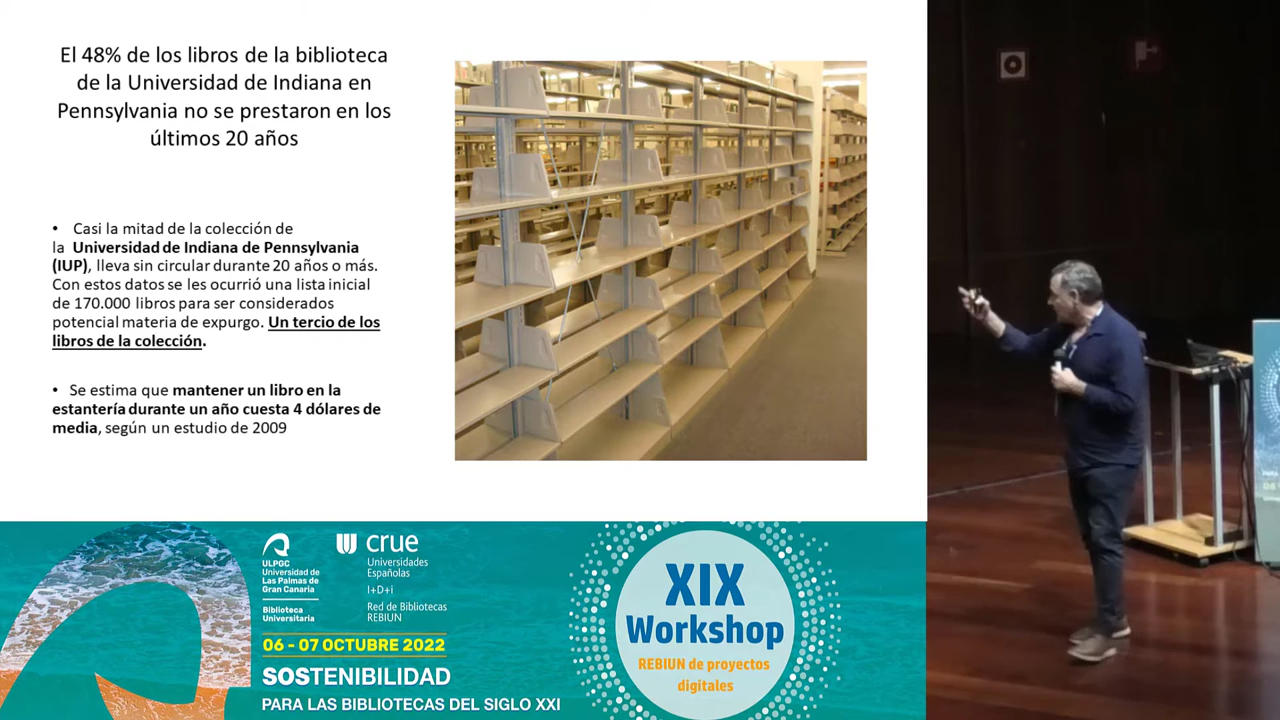 El 48% de los libros de la biblioteca
de la Universidad de Indiana en
Pennsylvania no se prestaron en los
últimos 20 años
• Casi la mitad de la colección de
la Universidad de Indiana de Pennsylvania
(IUP), lleva sin circular durante 20 años o más.
Con estos datos se les ocurrió una lista inicial
de 170.000 libros para ser considerados
potencial materia de expurgo. Un tercio de los
libros de la colección.
• Se estima que mantener un libro en la
estantería durante un año cuesta 4 dólares de
media, según un estudio de 2009
ULPGC
Universidad de
Las Palmas de
Gran Canaria
Biblioteca
Universitaria
crue
Universidades
Españolas
I+D+i
Red de Bibliotecas
REBIUN
06 - 07 OCTUBRE 2022
SOSTENIBILIDAD
PARA LAS BIBLIOTECAS DEL SIGLO XXI
XIX
Workshop
REBIUN de proyectos
digitales